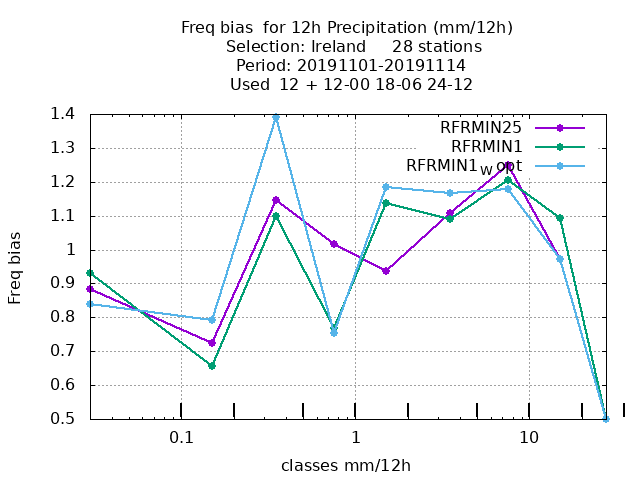 Freq bias  for 12h Precipitation (mm/12h)
Selection: Ireland     28 stations
Period: 20191101-20191114
Used  12 + 12-00 18-06 24-12
RFRMIN25
RFRMIN1
RFRMIN1w opt
1.4
1.3
1.2
1.1
1
0.9
0.8
0.7
0.6
0.5
Freq bias
0.1 1 10
classes mm/12h